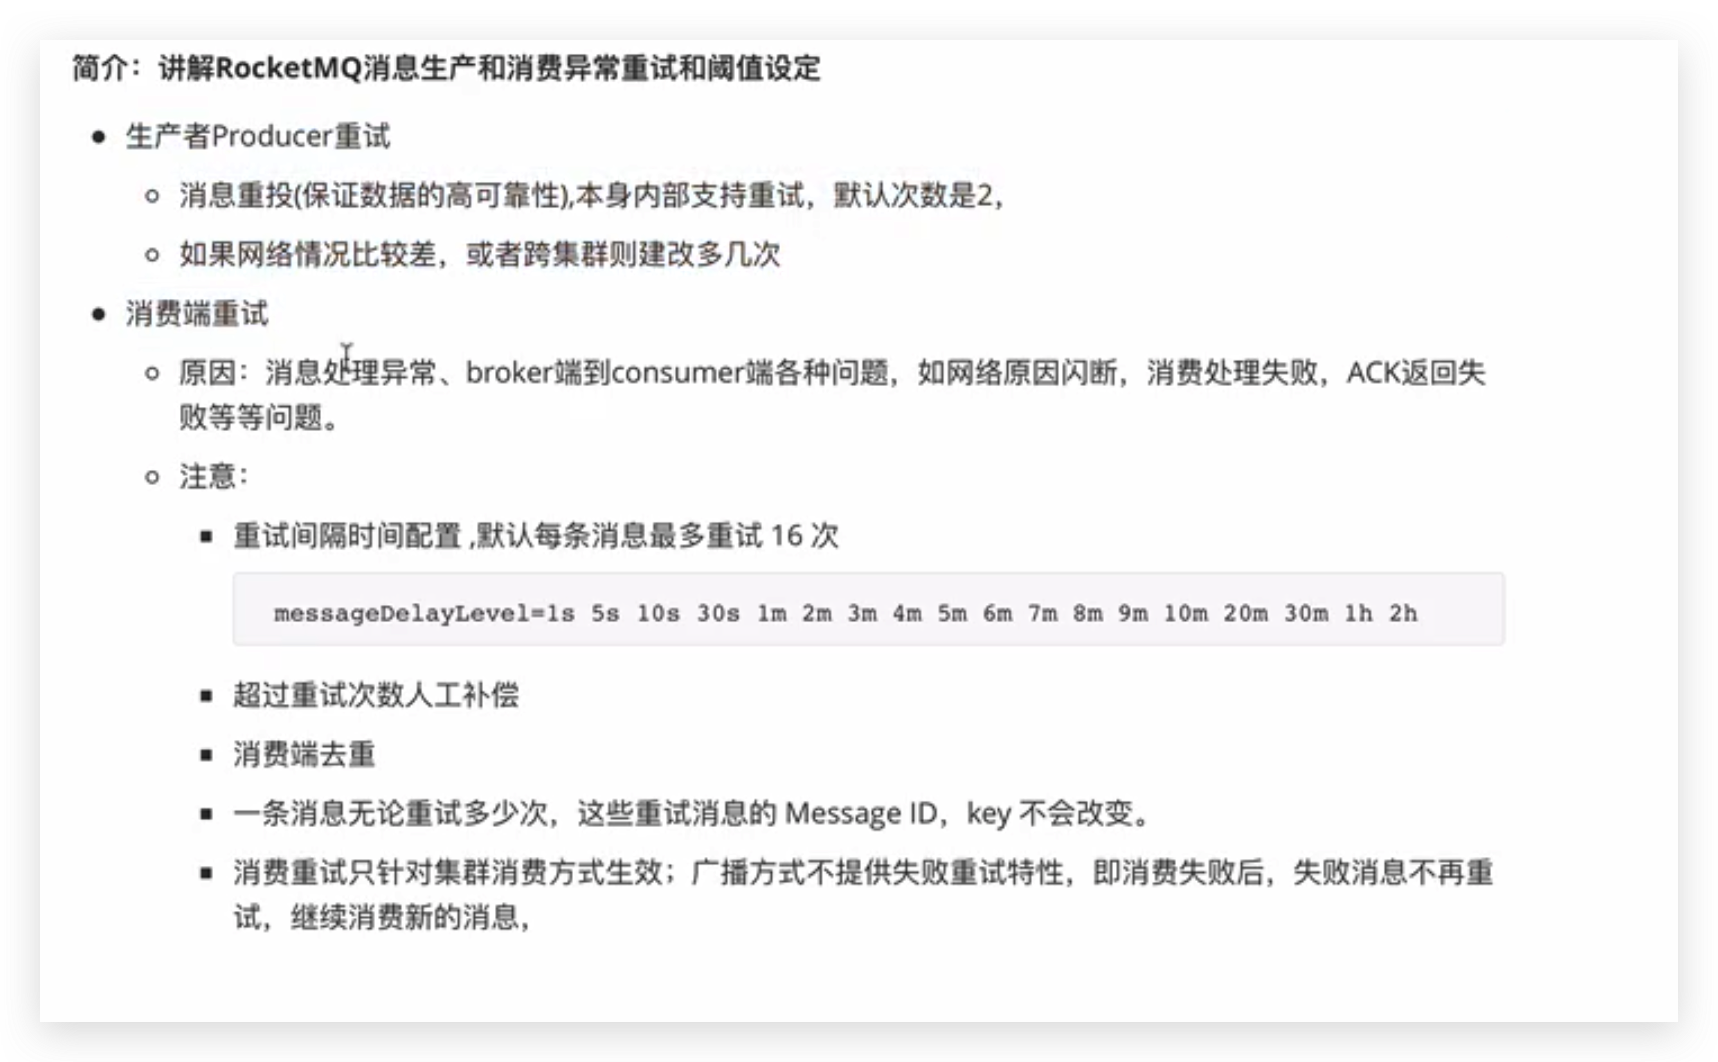 简介：讲解RocketMQ消息生产和消费异常重试和阈值设定
生产者Producer重试
消息重投(保证数据的高可靠性),本身内部支持重试，默认次数是2，
如果网络情况比较差，或者跨集群则建改多几次
消费端重试
原因：消息处理异常、broker端到consumer端各种问题，如网络原因闪断，消费处理失败，ACK返回失
败等等问题。
注意：
重试间隔时间配置 ,默认每条消息最多重试 16 次
messageDelayLevel=1s 5s 10s 30s 1m 2m 3m 4m 5m 6m 7m 8m 9m 10m 20m 30m 1h 2h
超过重试次数人工补偿
消费端去重
一条消息无论重试多少次，这些重试消息的 Message ID，key 不会改变。
消费重试只针对集群消费方式生效；广播方式不提供失败重试特性，即消费失败后，失败消息不再重
试，继续消费新的消息，